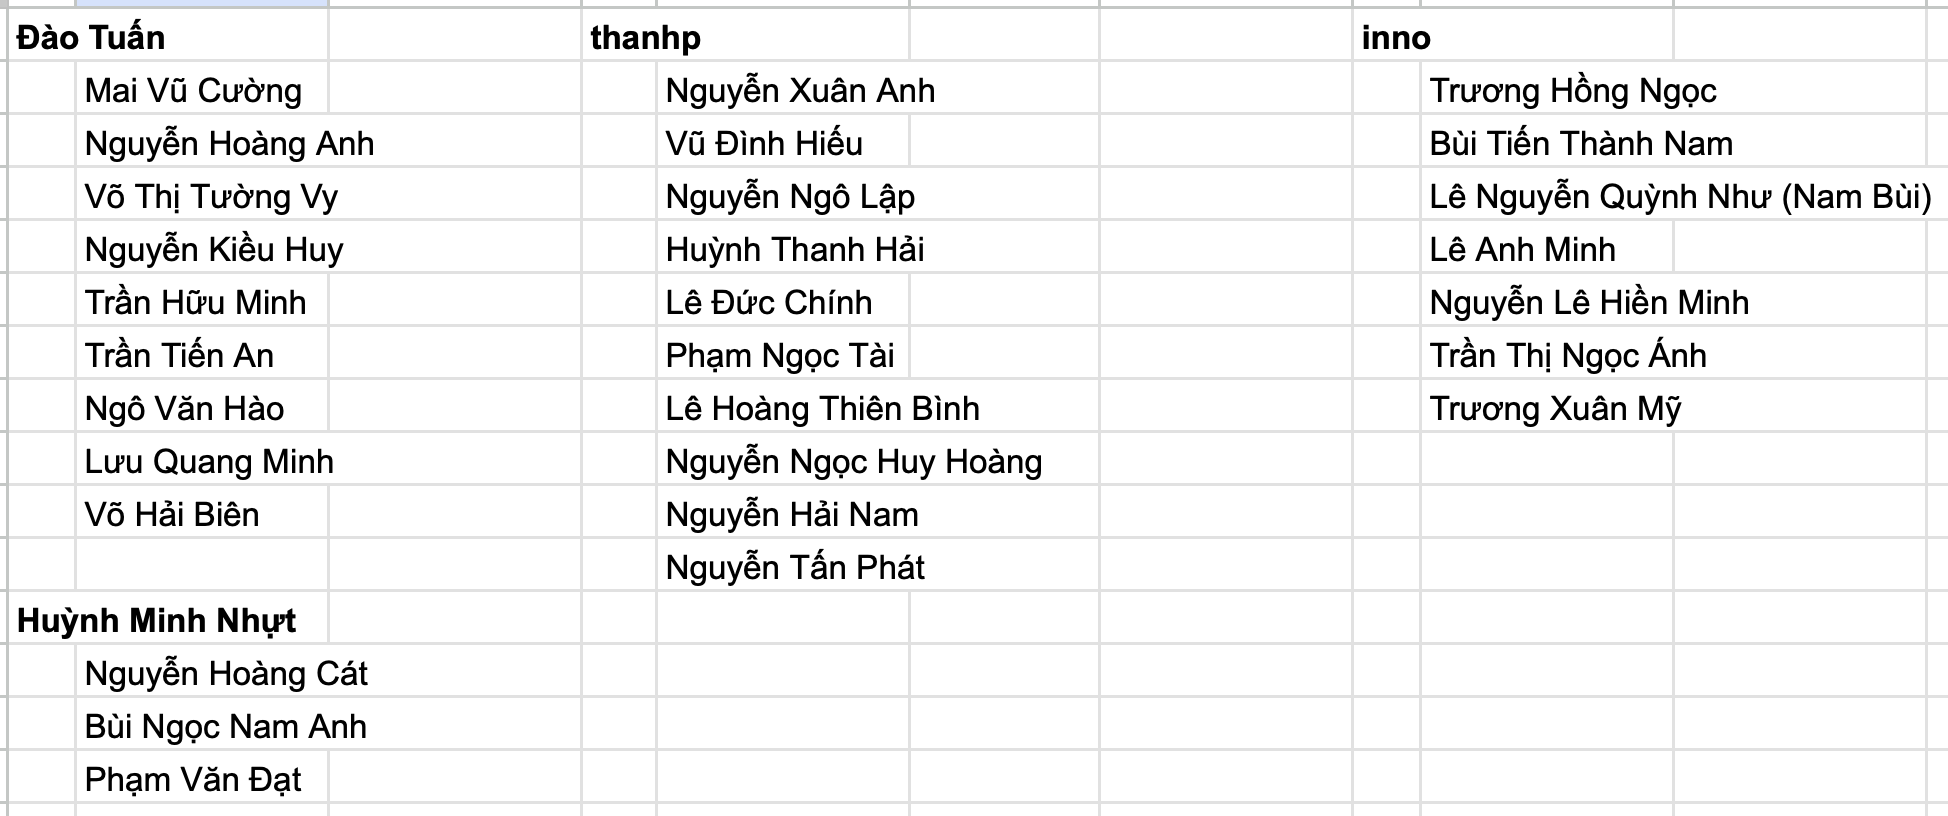 Đào Tuấn
Mai Vũ Cường
Nguyễn Hoàng Anh
Võ Thị Tường Vy
Nguyễn Kiều Huy
Trần Hữu Minh
Trần Tiến An
Ngô Văn Hào
Lưu Quang Minh
Võ Hải Biên
Huỳnh Minh Nhựt
Nguyễn Hoàng Cát
Bùi Ngọc Nam Anh
Phạm Văn Đạt
thanhp
Nguyễn Xuân Anh
Vũ Đình Hiếu
Nguyễn Ngô Lập
Huỳnh Thanh Hải
Lê Đức Chính
Phạm Ngọc Tài
Lê Hoàng Thiên Bình
Nguyễn Ngọc Huy Hoàng
Nguyễn Hải Nam
Nguyễn Tấn Phát
inno
Trương Hồng Ngọc
Bùi Tiến Thành Nam
Lê Nguyễn Quỳnh Như (Nam Bùi)
Lê Anh Minh
Nguyễn Lê Hiền Minh
Trần Thị Ngọc Ánh
Trương Xuân Mỹ